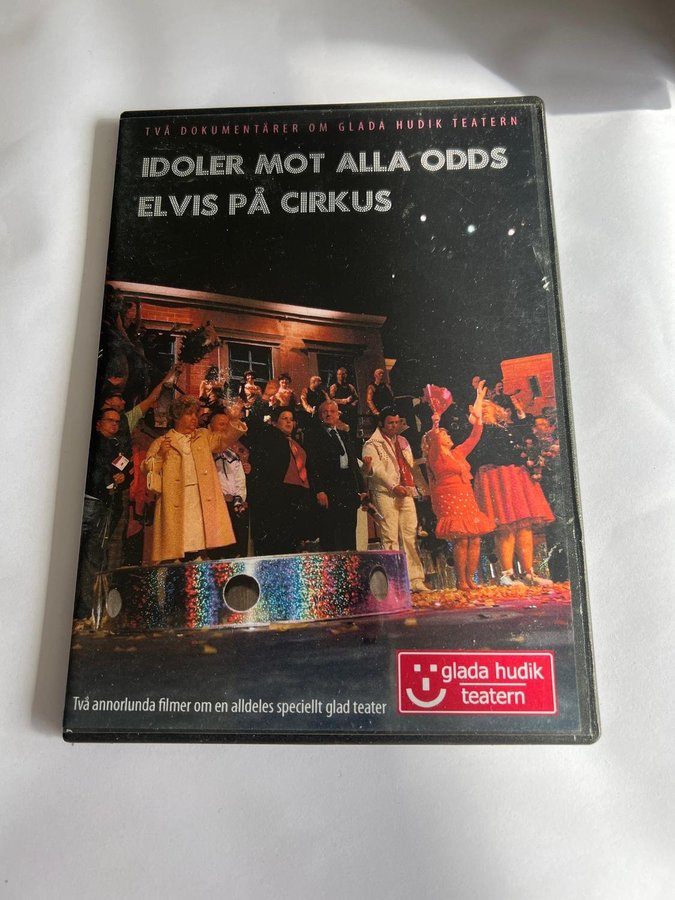 TVÅ DOKUMENTÄRER OM GLADA HUDIK TEATERN
IDOLER MOT ALLA ODDS
ELVIS PÅ CIRKUS
glada hudik
teatern
Två annorlunda filmer om en alldeles speciellt glad teater